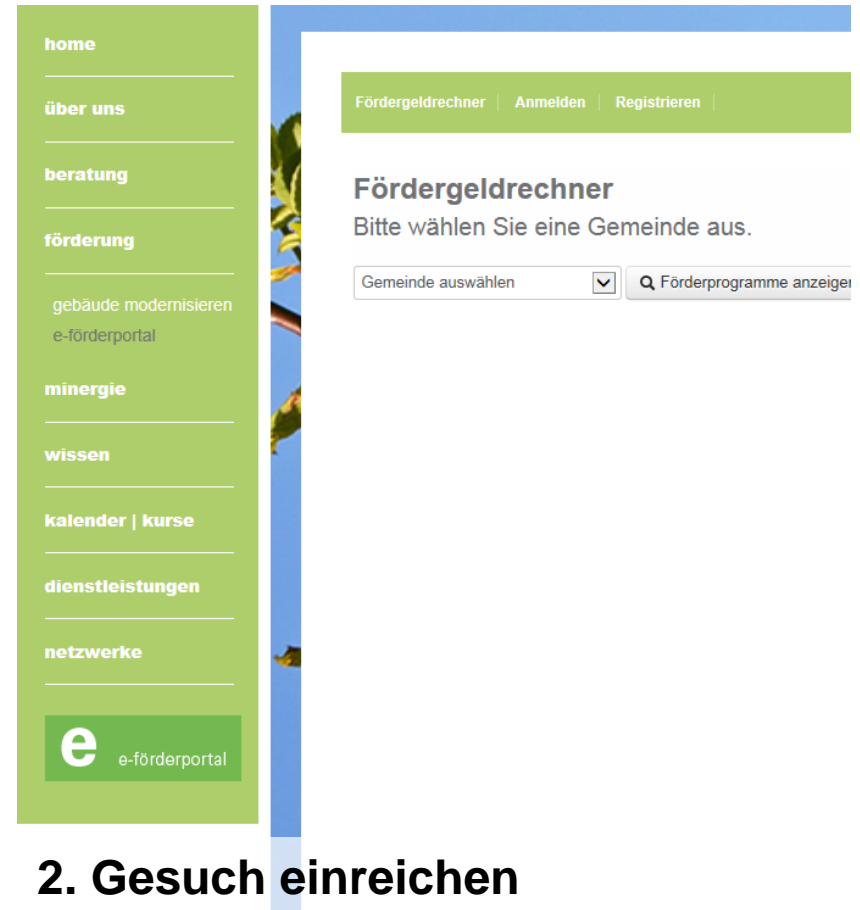 home
über uns
beratung
förderung
gebäude modernisieren
e-förderportal
minergie
wissen
kalender | kurse
dienstleistungen
netzwerke
e e-förderportal
Fördergeldrechner | Anmelden | Registrieren |
Fördergeldrechner
Bitte wählen Sie eine Gemeinde aus.
Gemeinde auswählen
Förderprogramme anzeigen
2. Gesuch einreichen